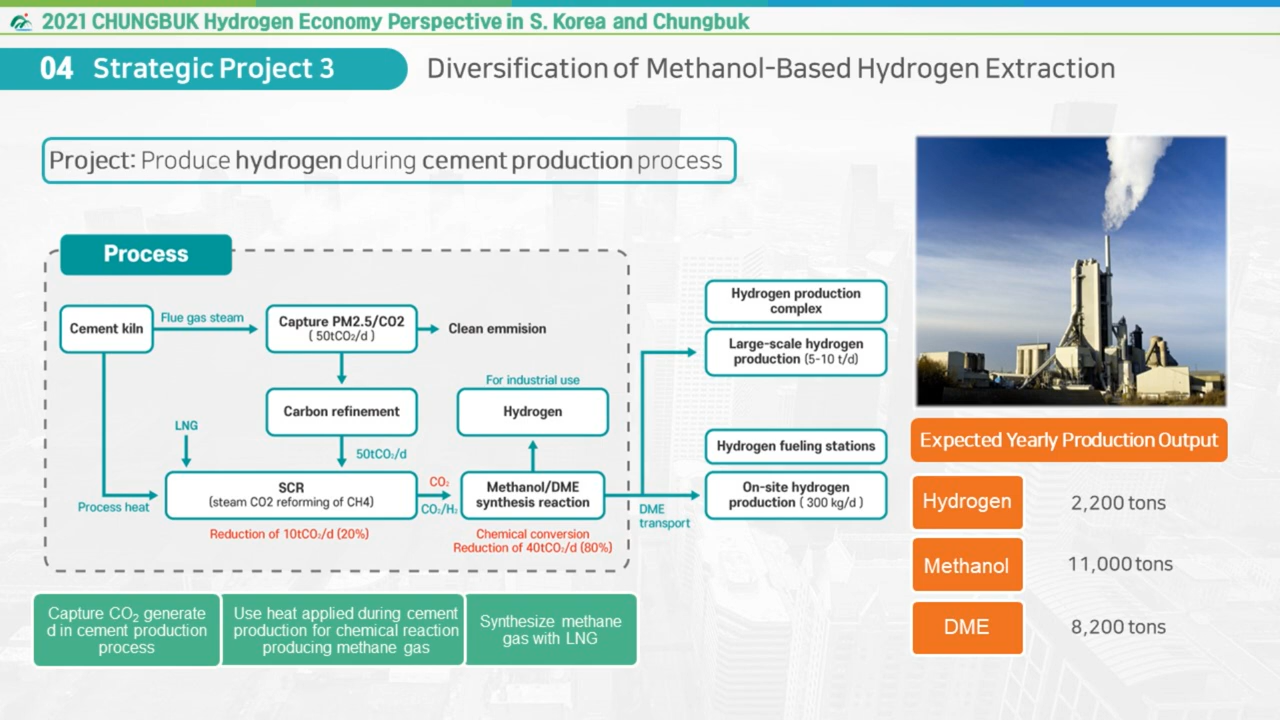 2021 CHUNGBUK Hydrogen Economy Perspective in S. Korea and Chungbuk
04 Strategic Project 3
Diversification of Methanol-Based Hydrogen Extraction
Project: Produce hydrogen during cement production process
Process
Cement kiln
Flue gas steam
Capture PM2.5/CO2
( 50tCO₂/d )
Clean emmision
Carbon refinement
For industrial use
Hydrogen
LNG
50tCO₂/d
Process heat
SCR
(steam CO2 reforming of CH4)
Reduction of 10tCO₂/d (20%)
CO₂
CO₂/H₂
Methanol/DME
synthesis reaction
Chemical conversion
Reduction of 40tCO₂/d (80%)
DME
transport
Hydrogen production
complex
Large-scale hydrogen
production (5-10 t/d)
Hydrogen fueling stations
On-site hydrogen
production ( 300 kg/d )
Capture CO₂ generate
d in cement production
process
Use heat applied during cement
production for chemical reaction
producing methane gas
Synthesize methane
gas with LNG
Expected Yearly Production Output
Hydrogen 2,200 tons
Methanol 11,000 tons
DME 8,200 tons